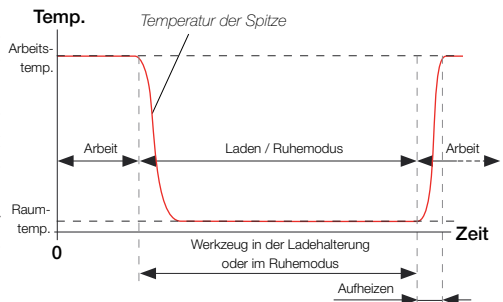 Temp.
Temperatur der Spitze
Arbeits-
temp.
Arbeit
Laden / Ruhemodus
Arbeit
Raum-
temp.
0
Werkzeug in der Ladehalterung
oder im Ruhemodus
Zeit
Aufheizen